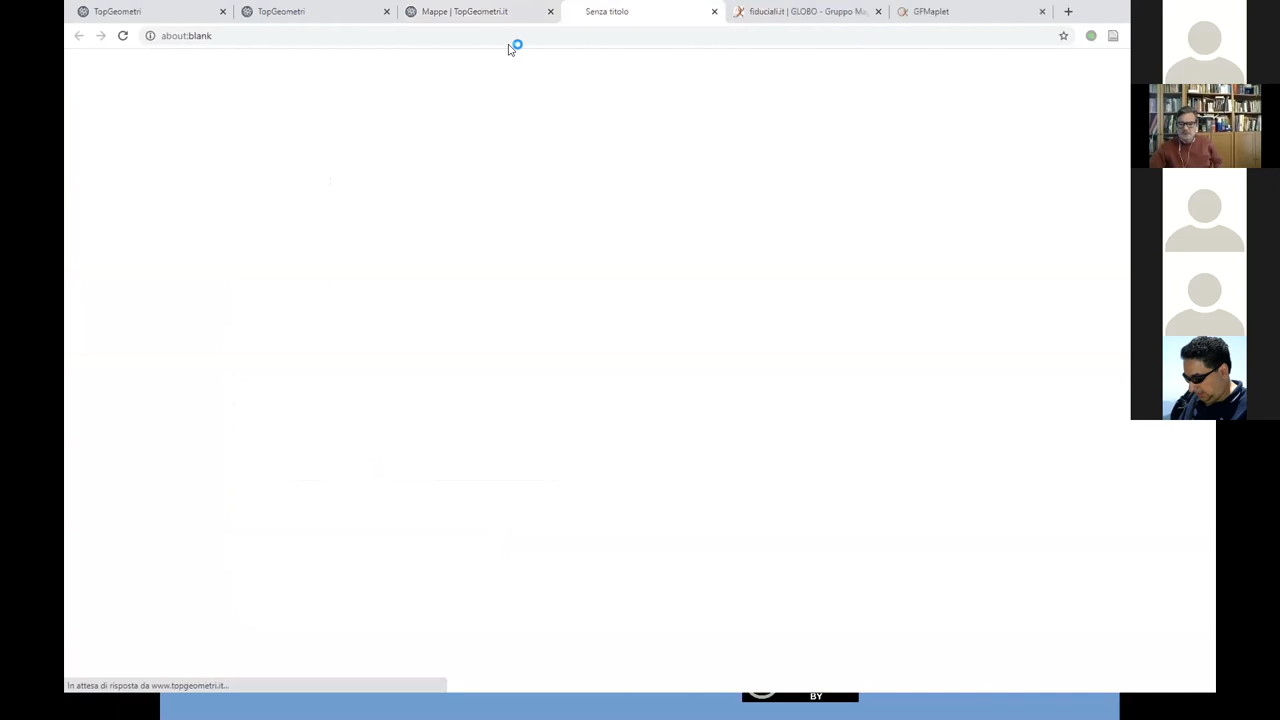 TopGeometri
TopGeometri
Mappe | TopGeometri.it
Senza titolo
fiduciali.it | GLOBO - Gruppo Ma
GFMaplet
about:blank
In attesa di risposta da www.topgeometri.it...
BY